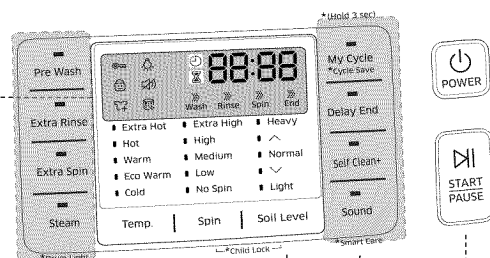 *(Hold 3 sec)
Pre Wash
Extra Rinse
Extra Spin
Steam
88:88
Wash Rinse Spin End
Extra Hot Extra High Heavy
Hot High
Warm Medium Normal
Eco Warm Low
Cold No Spin Light
Temp. Spin Soil Level
My Cycle
*Cycle Save
Delay End
Self Clean+
Sound
POWER
START
PAUSE
*Child Lock
*Smart Care